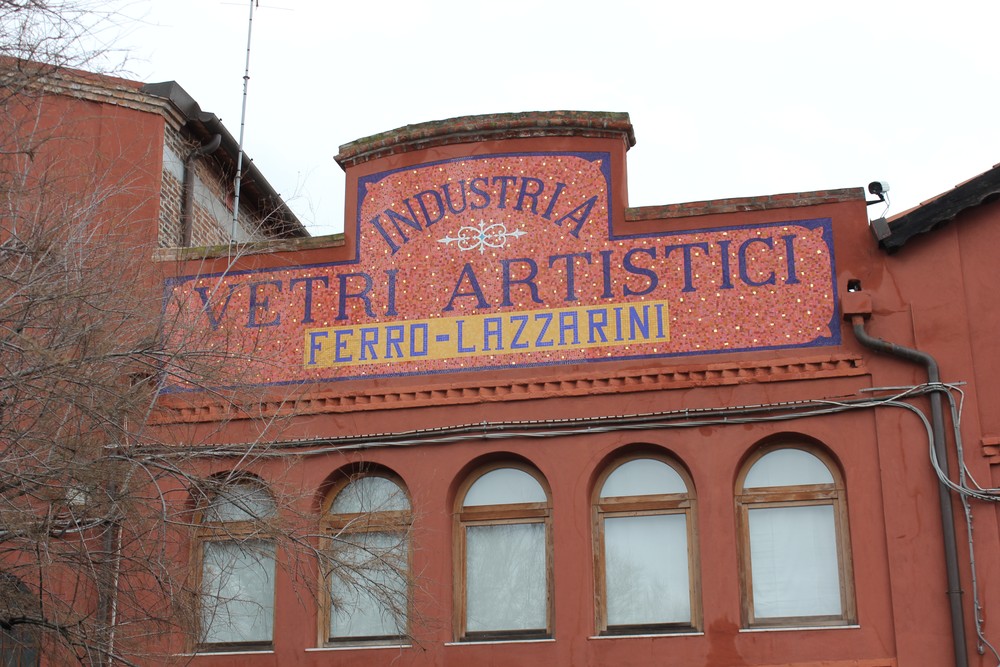 INDUSTRIA
VETRI ARTISTICI
FERRO-LAZZARINI